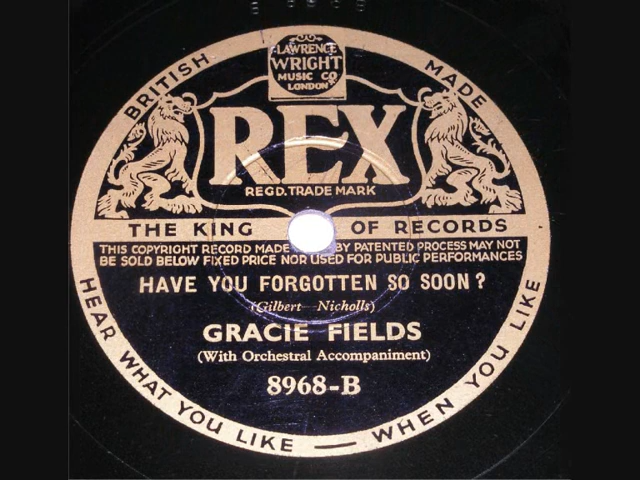 LAWRENCE
WRIGHT
MUSIC CO
LONDON
BRITISH MADE
REX
REGD. TRADE MARK
THE KING OF RECORDS
THIS COPYRIGHT RECORD MADE BY PATENTED PROCESS MAY NOT
BE SOLD BELOW FIXED PRICE NOR USED FOR PUBLIC PERFORMANCES
HAVE YOU FORGOTTEN SO SOON?
(Gilbert Nicholls)
GRACIE FIELDS
(With Orchestral Accompaniment)
8968-B
HEAR WHAT YOU LIKE — WHEN YOU LIKE